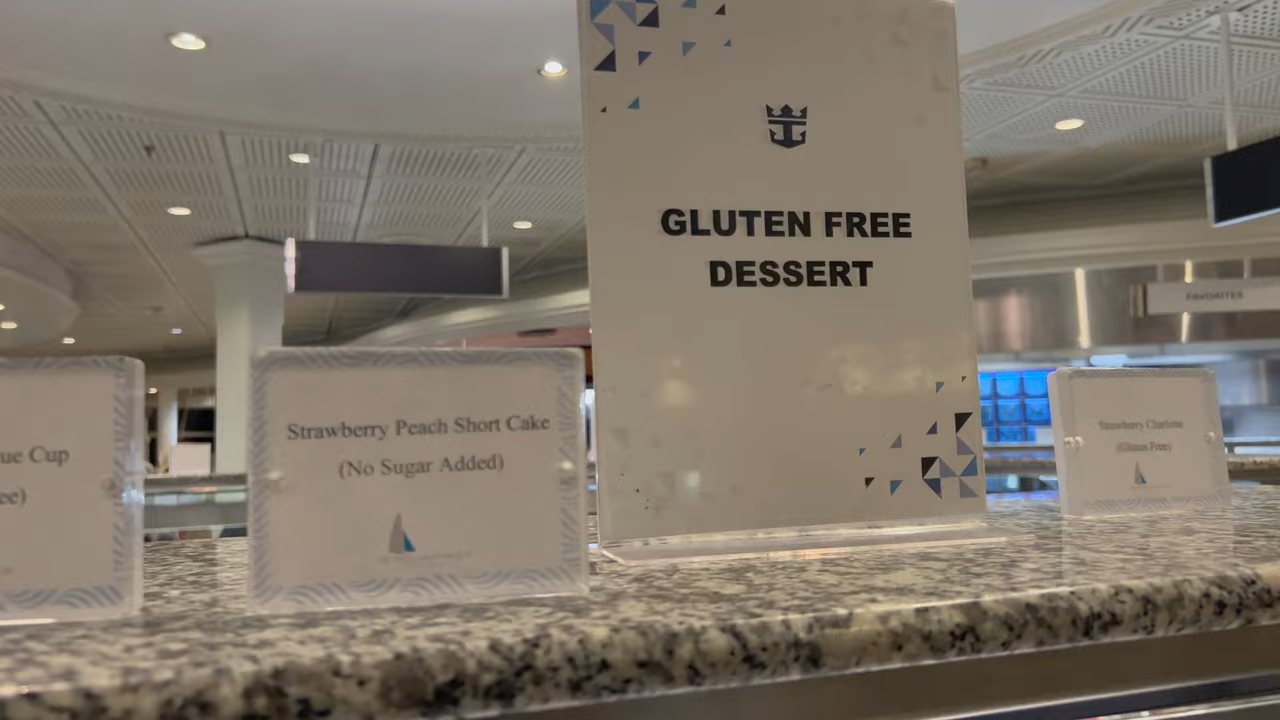 GLUTEN FREE
DESSERT
ue Cup
ee)
Strawberry Peach Short Cake
(No Sugar Added)
Strawberry Charlotte
(Gluten Free)
FAVORITES